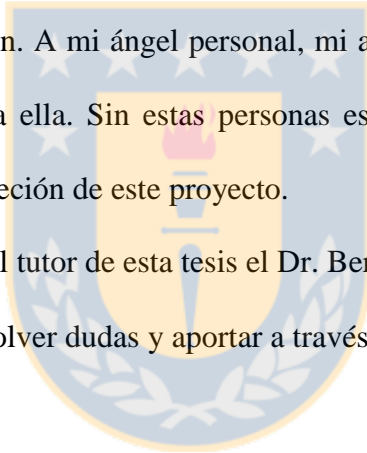 n. A mi ángel personal, mi a
a ella. Sin estas personas es
eción de este proyecto.
l tutor de esta tesis el Dr. Ber
olver dudas y aportar a través